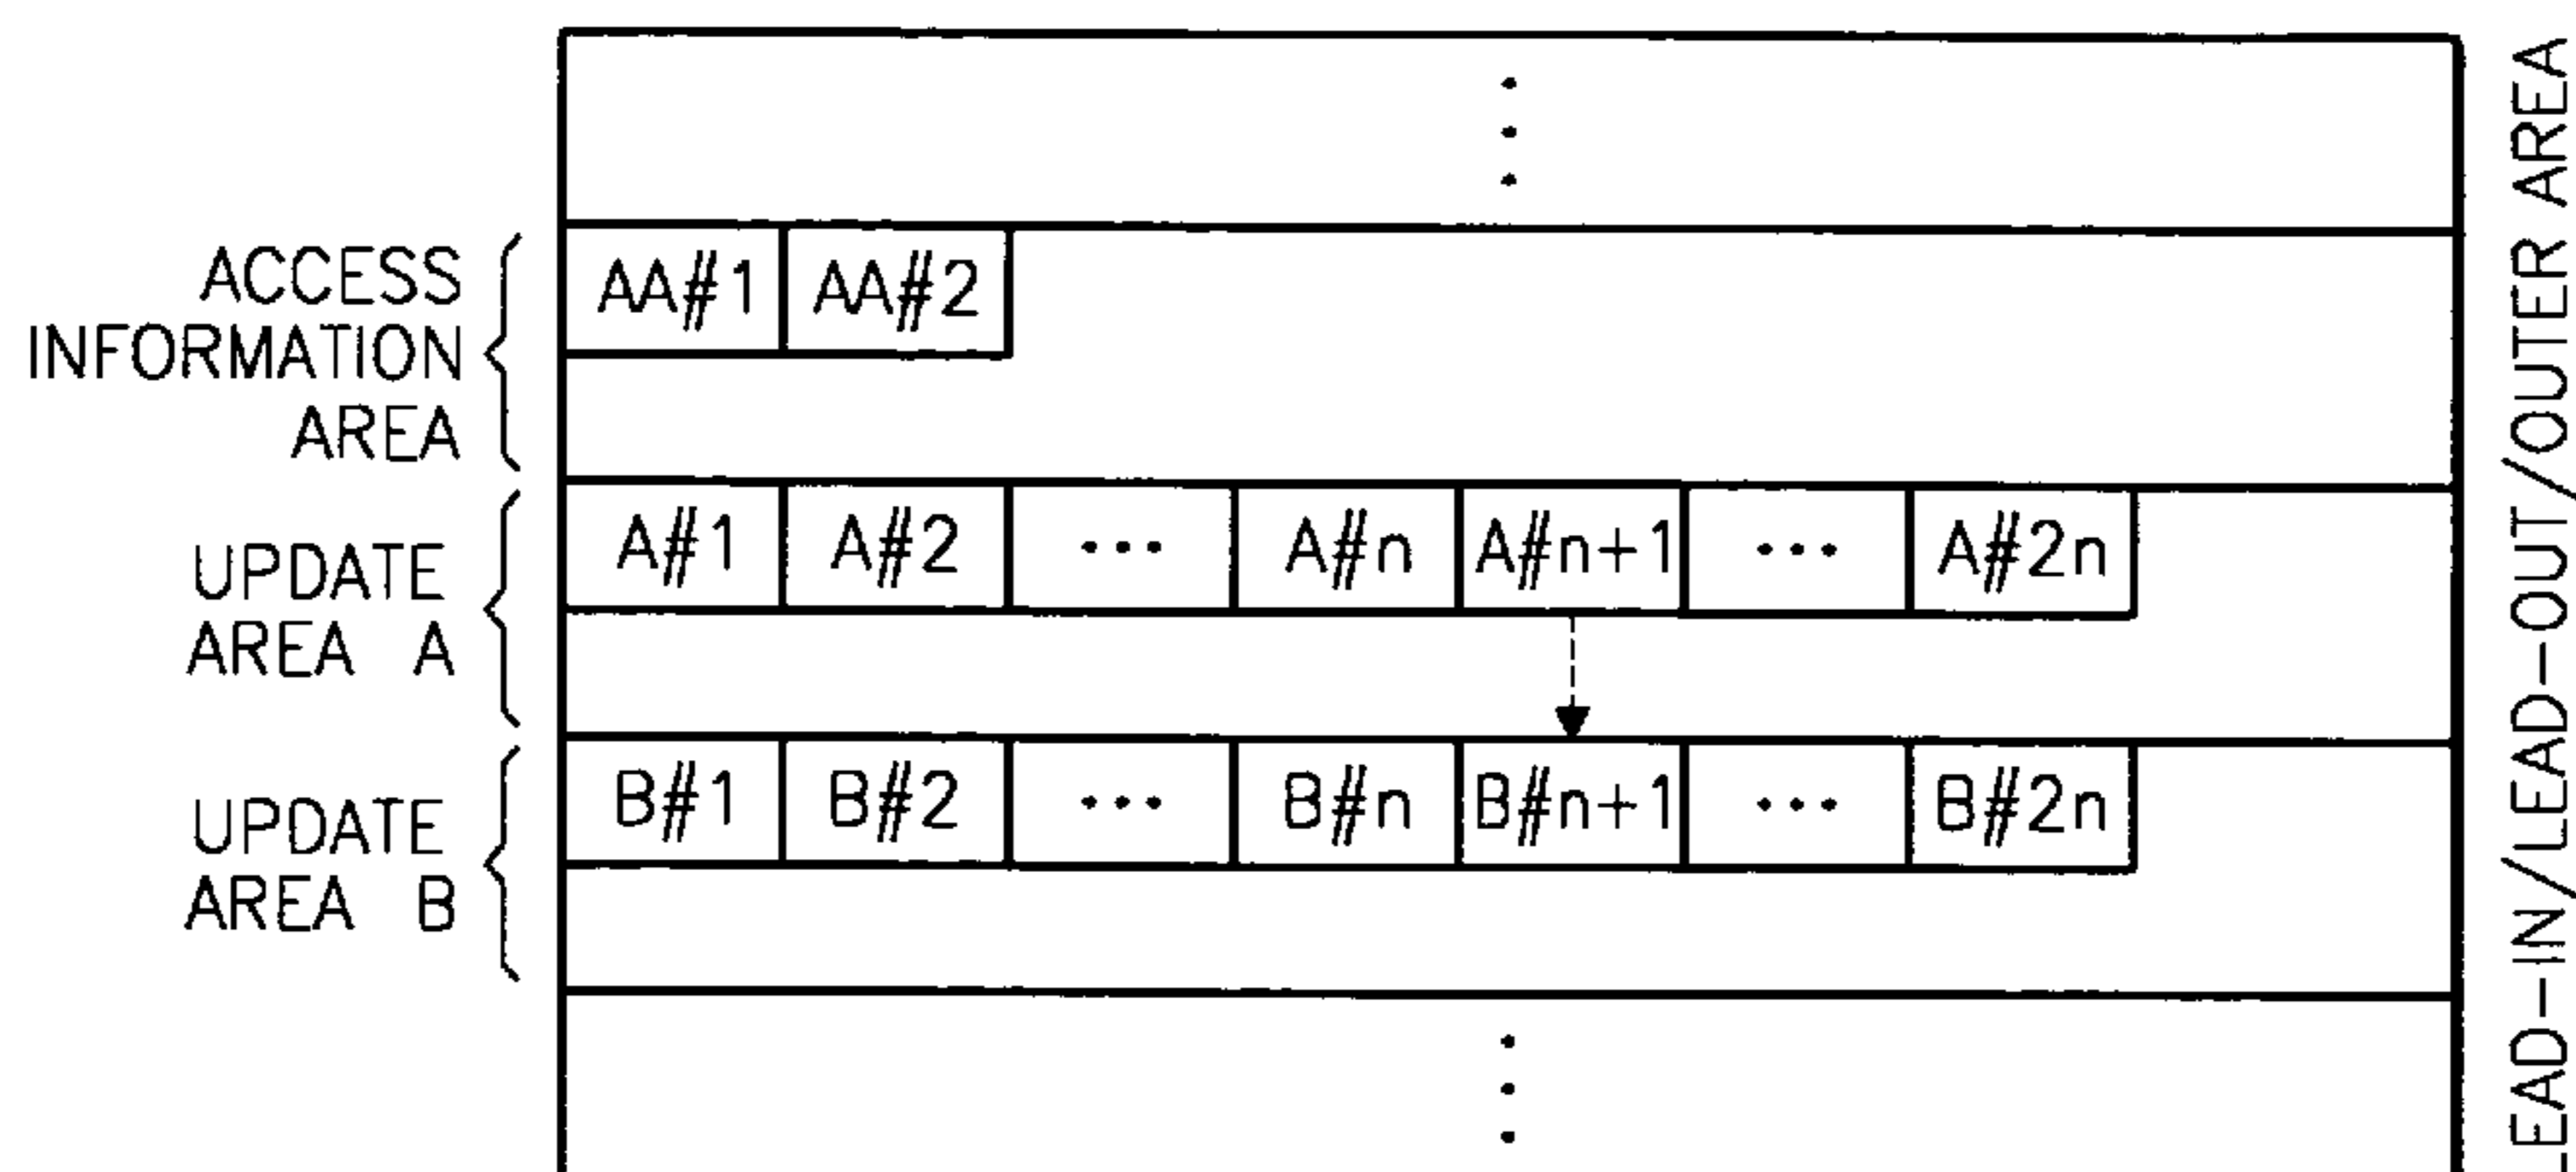 ACCESS
INFORMATION
AREA
AA#1 AA#2
UPDATE
AREA A
A#1 A#2 ... A#n A#n+1 ... A#2n
UPDATE
AREA B
B#1 B#2 ... B#n B#n+1 ... B#2n
LEAD-IN/LEAD-OUT/OUTER AREA